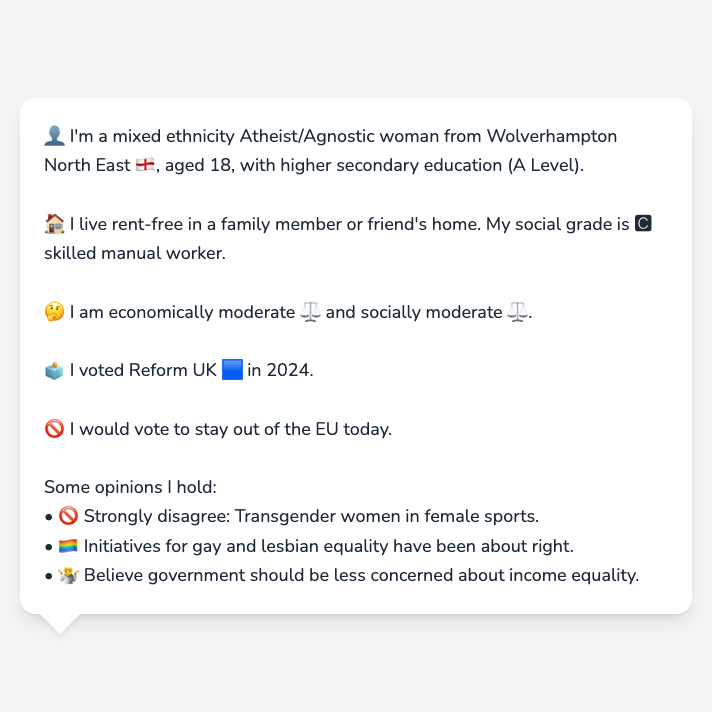 👤 I'm a mixed ethnicity Atheist/Agnostic woman from Wolverhampton
North East 🏴󠁧󠁢󠁥󠁮󠁧󠁿, aged 18, with higher secondary education (A Level).
🏠 I live rent-free in a family member or friend's home. My social grade is 🅲
skilled manual worker.
🤔 I am economically moderate ⚖️ and socially moderate ⚖️.
🗳️ I voted Reform UK 🟦 in 2024.
🚫 I would vote to stay out of the EU today.
Some opinions I hold:
• 🚫 Strongly disagree: Transgender women in female sports.
• 🏳️‍🌈 Initiatives for gay and lesbian equality have been about right.
• 🤷 Believe government should be less concerned about income equality.